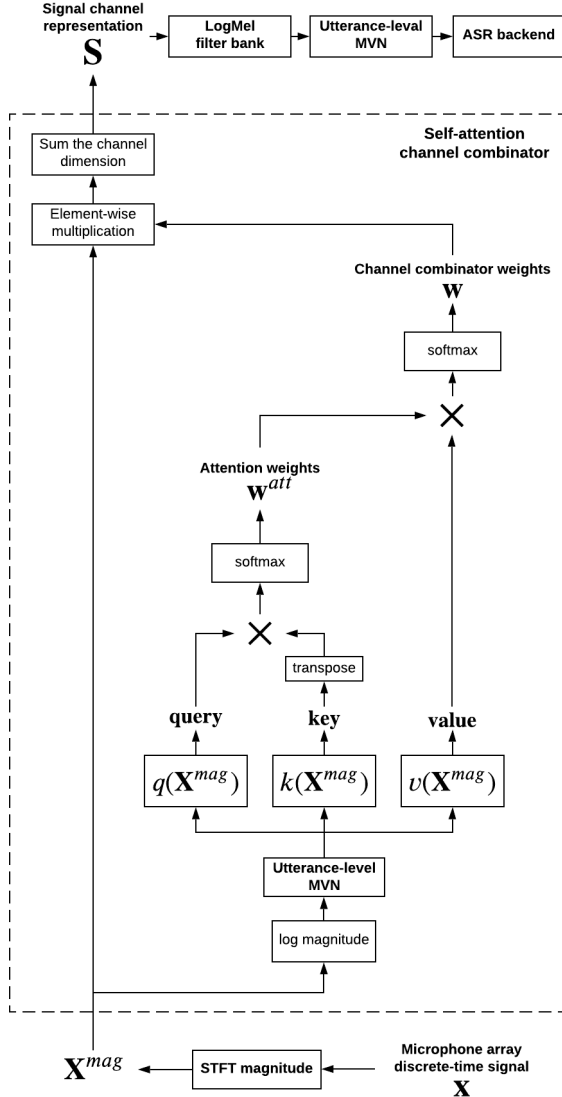 Signal channel
representation
S
LogMel
filter bank
Utterance-leval
MVN
ASR backend
Self-attention
channel combinator
Sum the channel
dimension
Element-wise
multiplication
Channel combinator weights
w
softmax
×
Attention weights
w^att
softmax
×
transpose
query
key
value
q(X^mag)
k(X^mag)
v(X^mag)
Utterance-level
MVN
log magnitude
X^mag
STFT magnitude
Microphone array
discrete-time signal
x